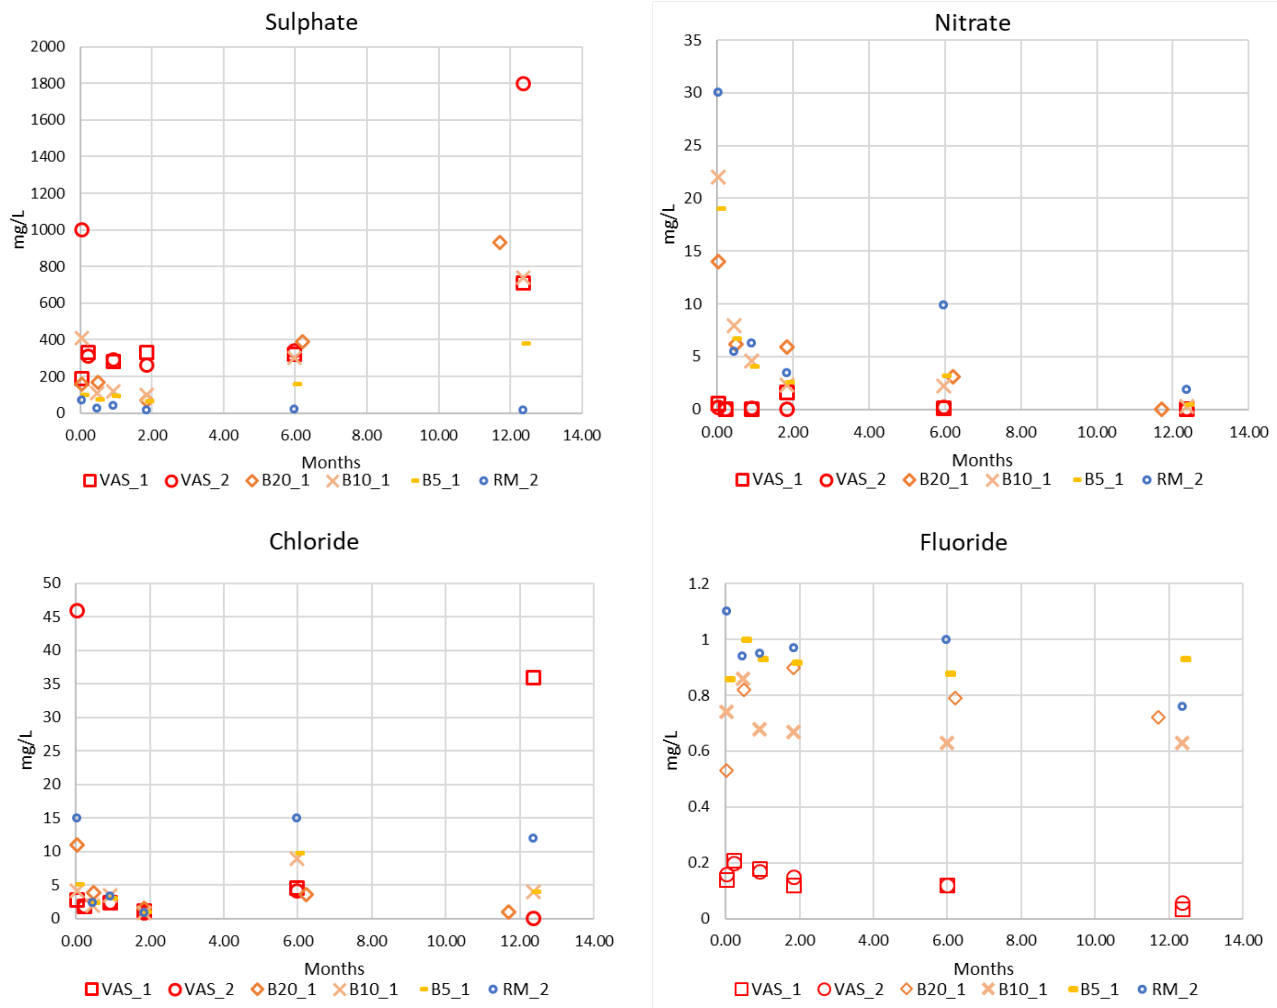 Sulphate
2000
1800
1600
1400
1200
1000
800
600
400
200
0
mg/L
0.00 2.00 4.00 6.00 8.00 10.00 12.00 14.00
Months
VAS_1 VAS_2 B20_1 B10_1 B5_1 RM_2
Nitrate
35
30
25
20
15
10
5
0
mg/L
0.00 2.00 4.00 6.00 8.00 10.00 12.00 14.00
Months
VAS_1 VAS_2 B20_1 B10_1 B5_1 RM_2
Chloride
50
45
40
35
30
25
20
15
10
5
0
mg/L
0.00 2.00 4.00 6.00 8.00 10.00 12.00 14.00
Months
VAS_1 VAS_2 B20_1 B10_1 B5_1 RM_2
Fluoride
1.2
1
0.8
0.6
0.4
0.2
0
mg/L
0.00 2.00 4.00 6.00 8.00 10.00 12.00 14.00
Months
VAS_1 VAS_2 B20_1 B10_1 B5_1 RM_2